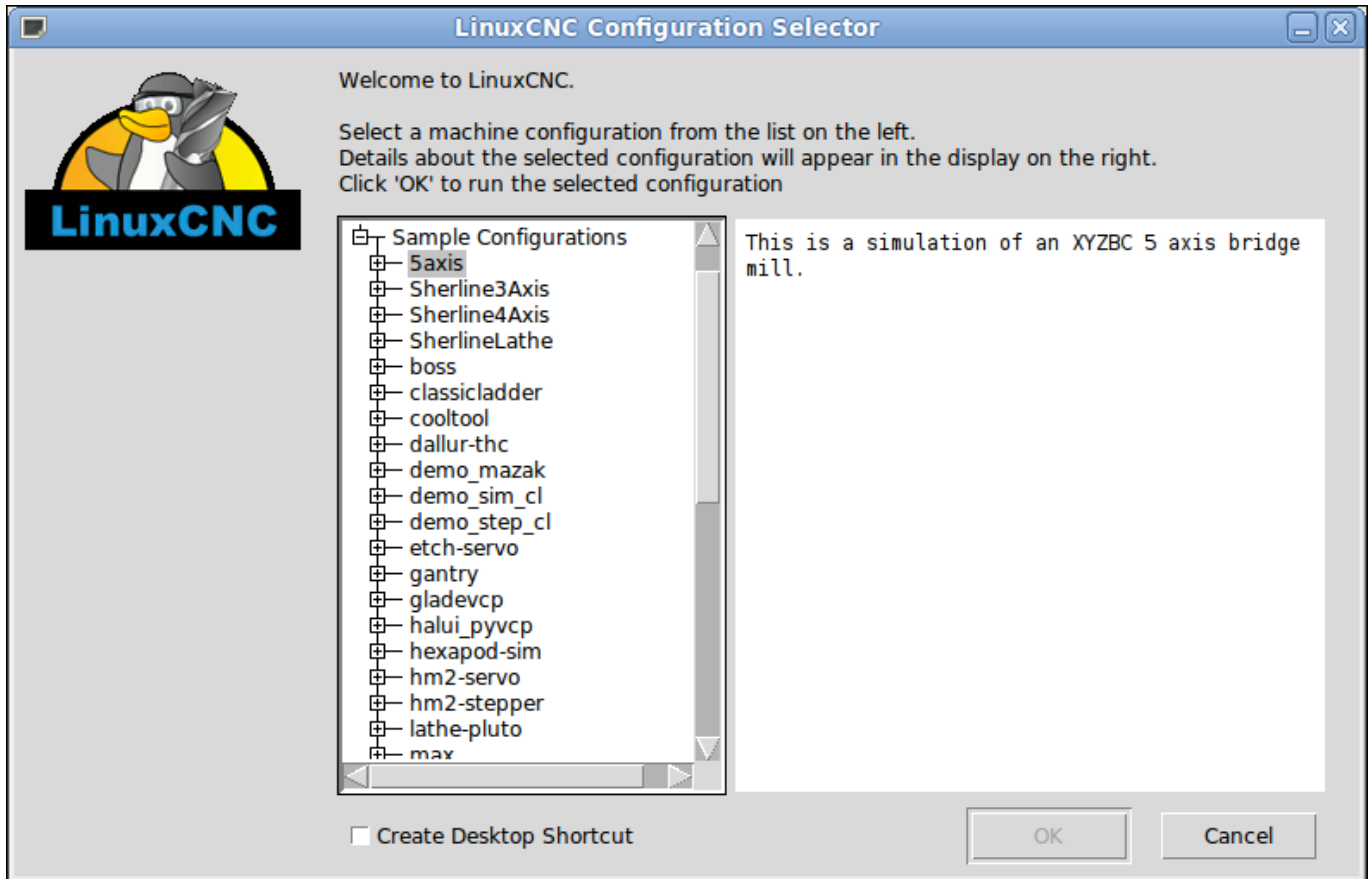 LinuxCNC Configuration Selector
LinuxCNC
Welcome to LinuxCNC.
Select a machine configuration from the list on the left.
Details about the selected configuration will appear in the display on the right.
Click 'OK' to run the selected configuration
Sample Configurations
5axis
Sherline3Axis
Sherline4Axis
SherlineLathe
boss
classicladder
cooltool
dallur-thc
demo_mazak
demo_sim_cl
demo_step_cl
etch-servo
gantry
gladevcp
halui_pyvcp
hexapod-sim
hm2-servo
hm2-stepper
lathe-pluto
max
This is a simulation of an XYZBC 5 axis bridge
mill.
Create Desktop Shortcut
OK
Cancel